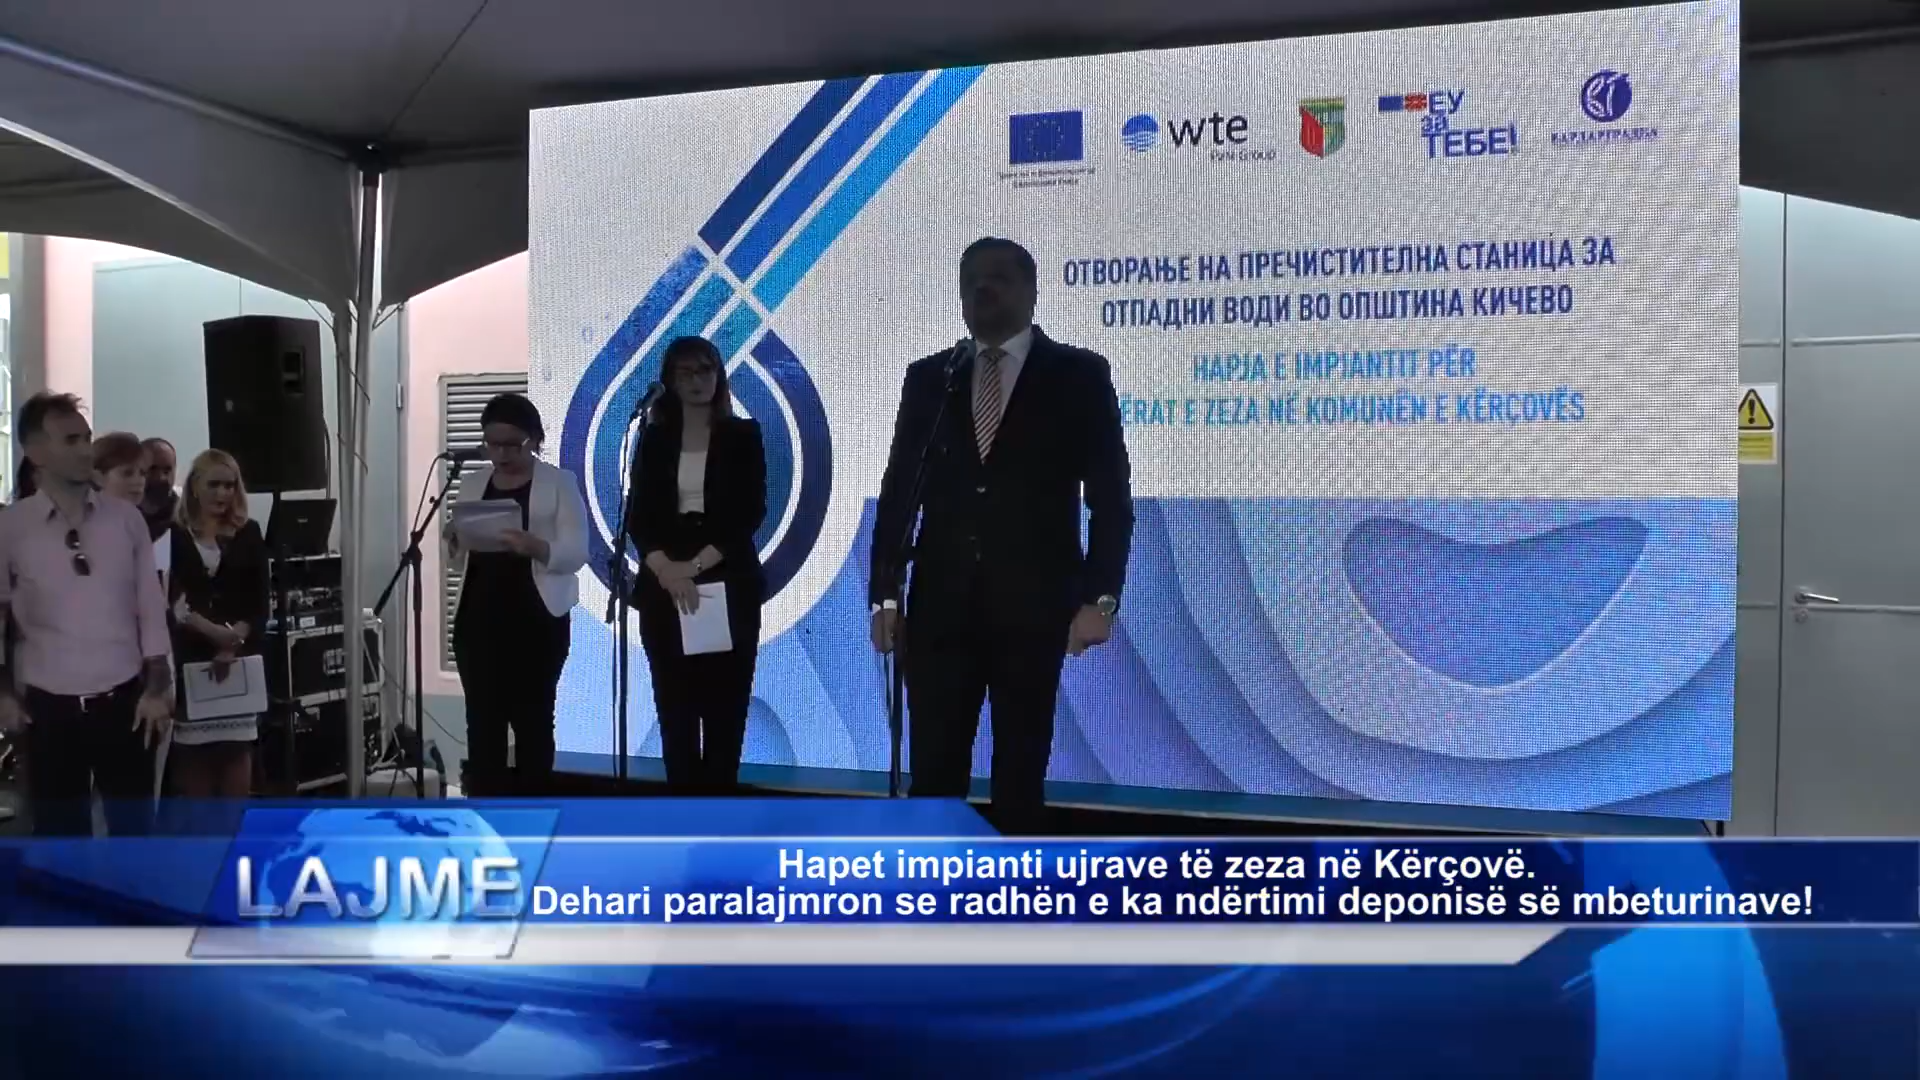 wte
ЕУ
ЗА
ТЕБЕ!
ОТВОРАЊЕ НА ПРЕЧИСТИТЕЛНА СТАНИЦА ЗА
ОТПАДНИ ВОДИ ВО ОПШТИНА КИЧЕВО
HAPJA E IMPIANTIT PËR
E ZEZA NË KOMUNËN E KËRÇOVËS
LAJME
Hapet impianti ujrave të zeza në Kërçovë.
Dehari paralajmron se radhën e ka ndërtimi deponisë së mbeturinave!